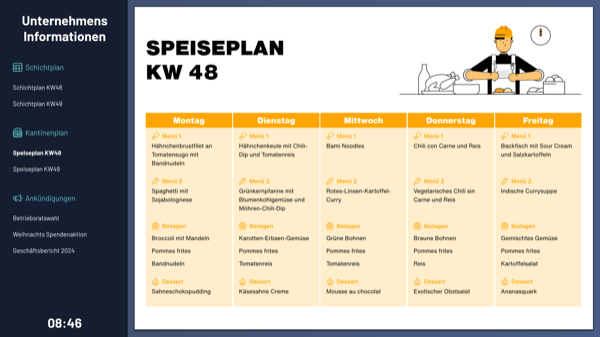 Unternehmens
Informationen
Schichtplan
Schichtplan KW48
Schichtplan KW49
Kantinenplan
Speiseplan KW48
Speiseplan KW49
Ankündigungen
Betriebsratswahl
Weihnachts Spendenaktion
Geschäftsbericht 2024
08:46
SPEISEPLAN
KW 48
Montag
Dienstag
Mittwoch
Donnerstag
Freitag
Menü 1
Hähnchenbrustfilet an
Tomatensugo mit
Bandnudeln
Menü 1
Hähnchenkeule mit Chili-
Dip und Tomatenreis
Menü 1
Bami Noodles
Menü 1
Chili con Carne und Reis
Menü 1
Backfisch mit Sour Cream
und Salzkartoffeln
Menü 2
Spaghetti mit
Sojabolognese
Menü 3
Grünkernpfanne mit
Blumenkohlgemüse und
Möhren-Chili-Dip
Menü 3
Rotes-Linsen-Kartoffel-
Curry
Menü 2
Vegetarisches Chili sin
Carne und Reis
Menü 3
Indische Currysuppe
Beilagen
Broccoli mit Mandeln
Pommes frites
Bandnudeln
Beilagen
Karotten-Erbsen-Gemüse
Pommes frites
Tomatenreis
Beilagen
Grüne Bohnen
Pommes frites
Tomatenreis
Beilagen
Braune Bohnen
Pommes frites
Reis
Beilagen
Gemischtes Gemüse
Pommes frites
Kartoffelsalat
Dessert
Sahneschokopudding
Dessert
Käsesahne Creme
Dessert
Mousse au chocolat
Dessert
Exotischer Obstsalat
Dessert
Ananasquark